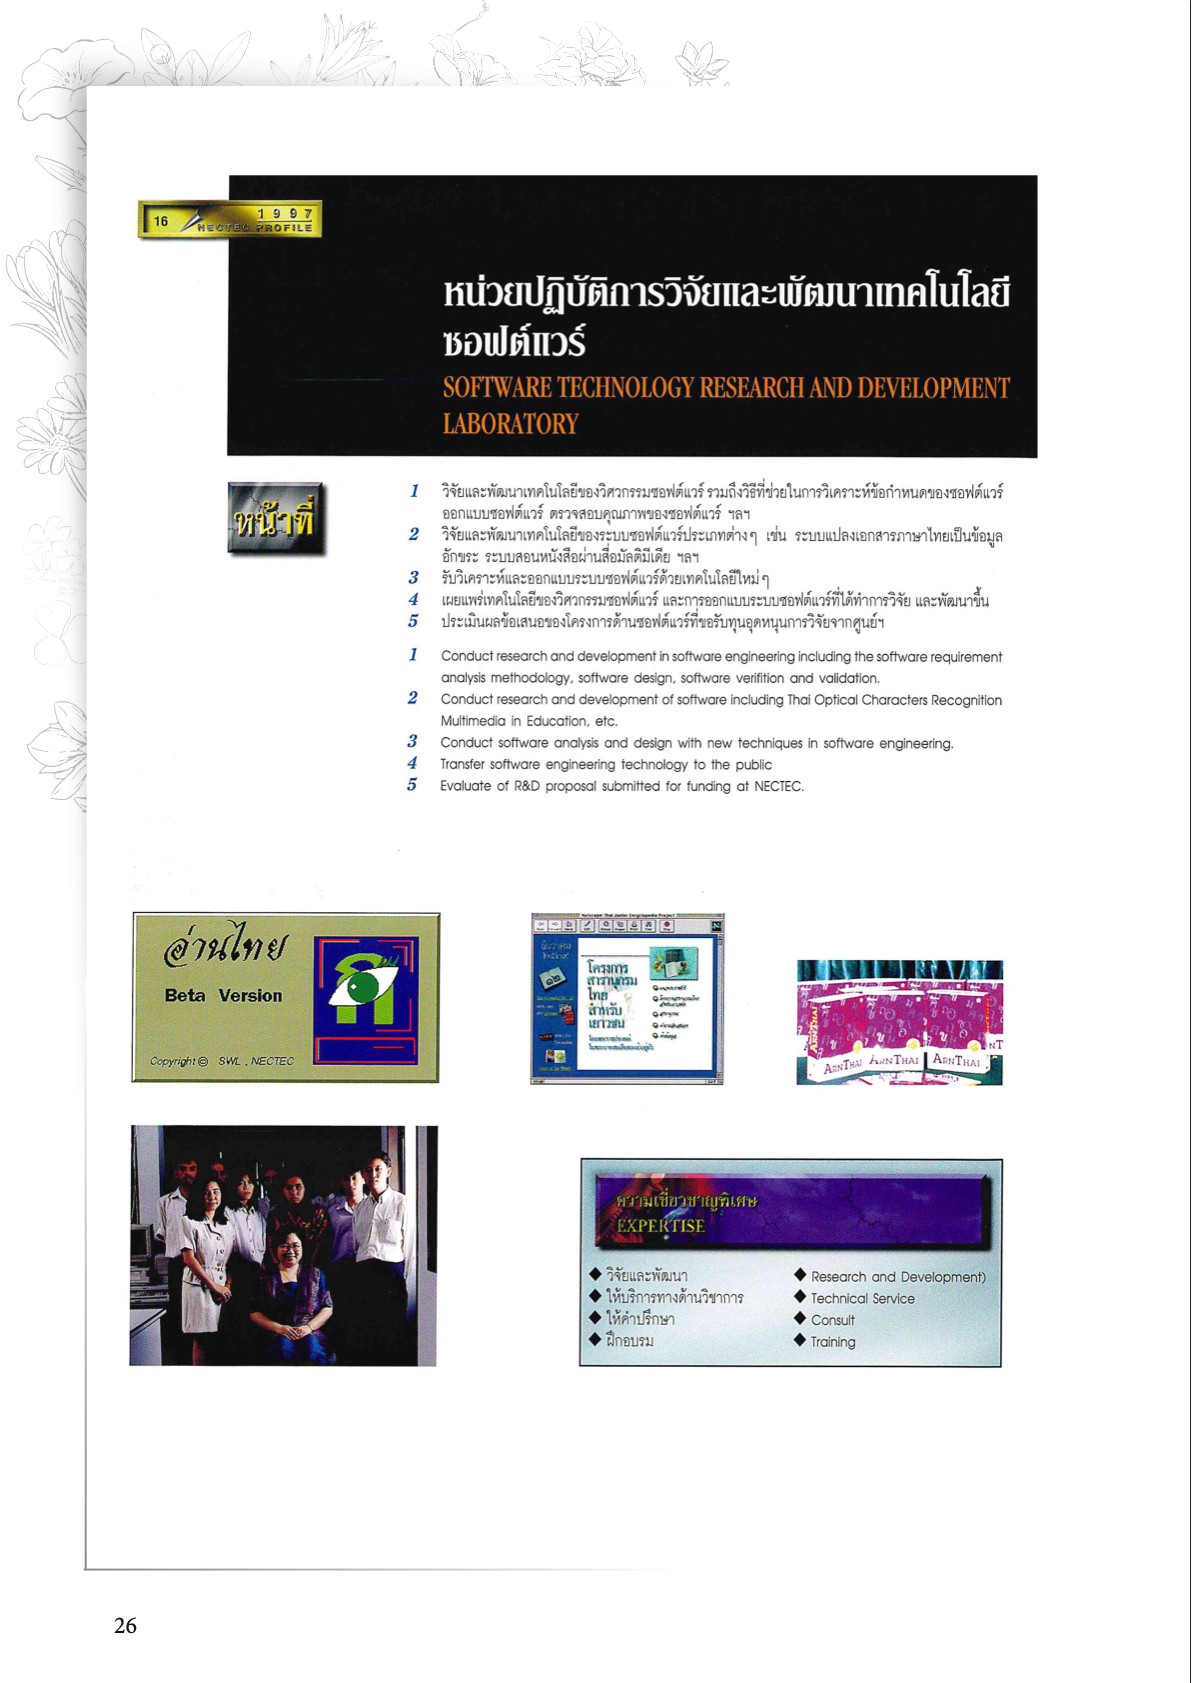 16
1997
NECTEC PROFILE
หน่วยปฏิบัติการวิจัยและพัฒนาเทคโนโลยี
ซอฟต์แวร์
SOFTWARE TECHNOLOGY RESEARCH AND DEVELOPMENT
LABORATORY
หน้าที่
1 วิจัยและพัฒนาเทคโนโลยีของวิศวกรรมซอฟต์แวร์ รวมถึงวิธีที่ช่วยในการวิเคราะห์ข้อกำหนดของซอฟต์แวร์
ออกแบบซอฟต์แวร์ ตรวจสอบคุณภาพของซอฟต์แวร์ ฯลฯ
2 วิจัยและพัฒนาเทคโนโลยีของระบบซอฟต์แวร์ประเภทต่างๆ เช่น ระบบแปลงเอกสารภาษาไทยเป็นข้อมูล
อักขระ ระบบสอนหนังสือผ่านสื่อมัลติมีเดีย ฯลฯ
3 รับวิเคราะห์และออกแบบระบบซอฟต์แวร์ด้วยเทคโนโลยีใหม่ๆ
4 เผยแพร่เทคโนโลยีของวิศวกรรมซอฟต์แวร์ และการออกแบบระบบซอฟต์แวร์ที่ได้ทำการวิจัย และพัฒนาขึ้น
5 ประเมินผลข้อเสนอของโครงการด้านซอฟต์แวร์ที่ขอรับทุนอุดหนุนการวิจัยจากศูนย์ฯ
1 Conduct research and development in software engineering including the software requirement
analysis methodology, software design, software verifition and validation.
2 Conduct research and development of software including Thai Optical Characters Recognition
Multimedia in Education, etc.
3 Conduct software analysis and design with new techniques in software engineering.
4 Transfer software engineering technology to the public
5 Evaluate of R&D proposal submitted for funding at NECTEC.
อ่านไทย
Beta Version
Copyright © SWL , NECTEC
Netscape: Thai Junior Encyclopedia Project
โครงการ
สารานุกรม
ไทย
สำหรับ
เยาวชน
ARNTHAI
ARNTHAI
ARNTHAI
ARNTHAI
ความเชี่ยวชาญพิเศษ
EXPERTISE
◆ วิจัยและพัฒนา
◆ ให้บริการทางด้านวิชาการ
◆ ให้คำปรึกษา
◆ ฝึกอบรม
◆ Research and Development)
◆ Technical Service
◆ Consult
◆ Training
26